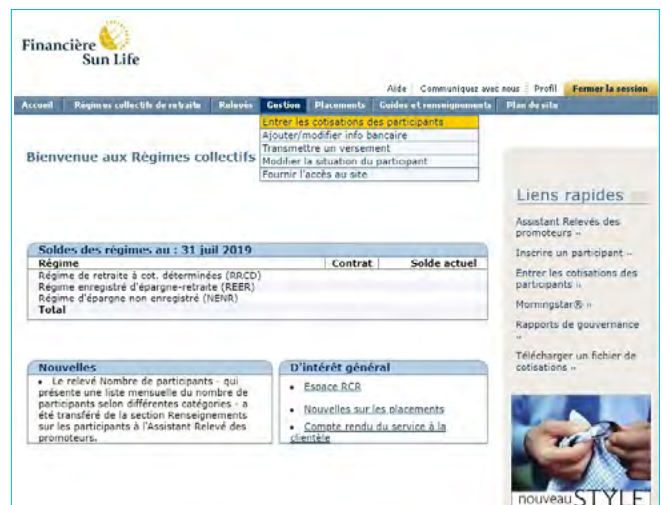 Financière
Sun Life
Aide Communiquez avec nous Profil Fermer la session
Accueil Régimes collectifs de retraite Relevés Gestion Placements Guides et renseignements Plan du site
Entrer les cotisations des participants
Ajouter/modifier info bancaire
Transmettre un versement
Modifier la situation du participant
Fournir l'accès au site
Bienvenue aux Régimes collectifs
Soldes des régimes au : 31 juil 2019
Régime Contrat Solde actuel
Régime de retraite à cot. déterminées (RRCD)
Régime enregistré d'épargne-retraite (REER)
Régime d'épargne non enregistré (NENR)
Total
Nouvelles
• Le relevé Nombre de participants - qui
présente une liste mensuelle du nombre de
participants selon différentes catégories - a
été transféré de la section Renseignements
sur les participants à l'Assistant Relevé des
promoteurs.
D'intérêt général
• Espace RCR
• Nouvelles sur les placements
• Compte rendu du service à la
clientèle
Liens rapides
Assistant Relevés des
promoteurs »
Inscrire un participant »
Entrer les cotisations des
participants »
Morningstar® »
Rapports de gouvernance
»
Télécharger un fichier de
cotisations »
nouveau STYLE